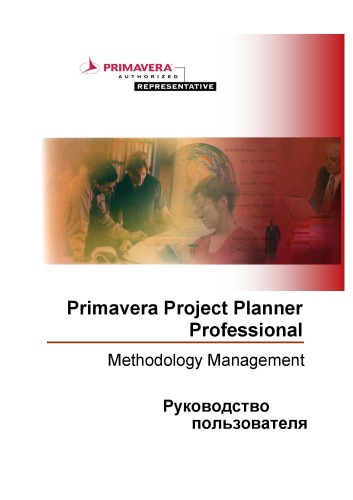 PRIMAVERA
AUTHORIZED
REPRESENTATIVE
Primavera Project Planner
Professional
Methodology Management
Руководство
пользователя